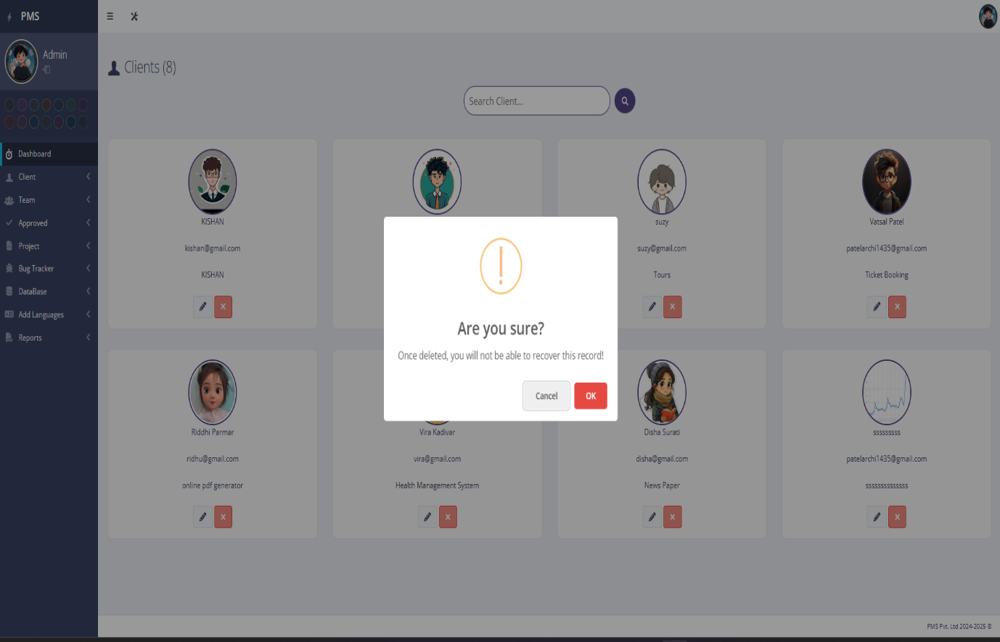 PMS
Admin
Dashboard
Client
Team
Approved
Project
Bug Tracker
DataBase
Add Languages
Reports
Clients (8)
Search Client...
KISHAN
kishan@gmail.com
KISHAN
suzy
suzy@gmail.com
Tours
Vatsal Patel
patelarchi1435@gmail.com
Ticket Booking
Are you sure?
Once deleted, you will not be able to recover this record!
Cancel OK
Riddhi Parmar
ridhu@gmail.com
online pdf generator
Vira Kadivar
vira@gmail.com
Health Management System
Disha Surati
disha@gmail.com
News Paper
sssssssss
patelarchi1435@gmail.com
ssssssssssssss
PMS Pvt. Ltd 2024-2025 ©